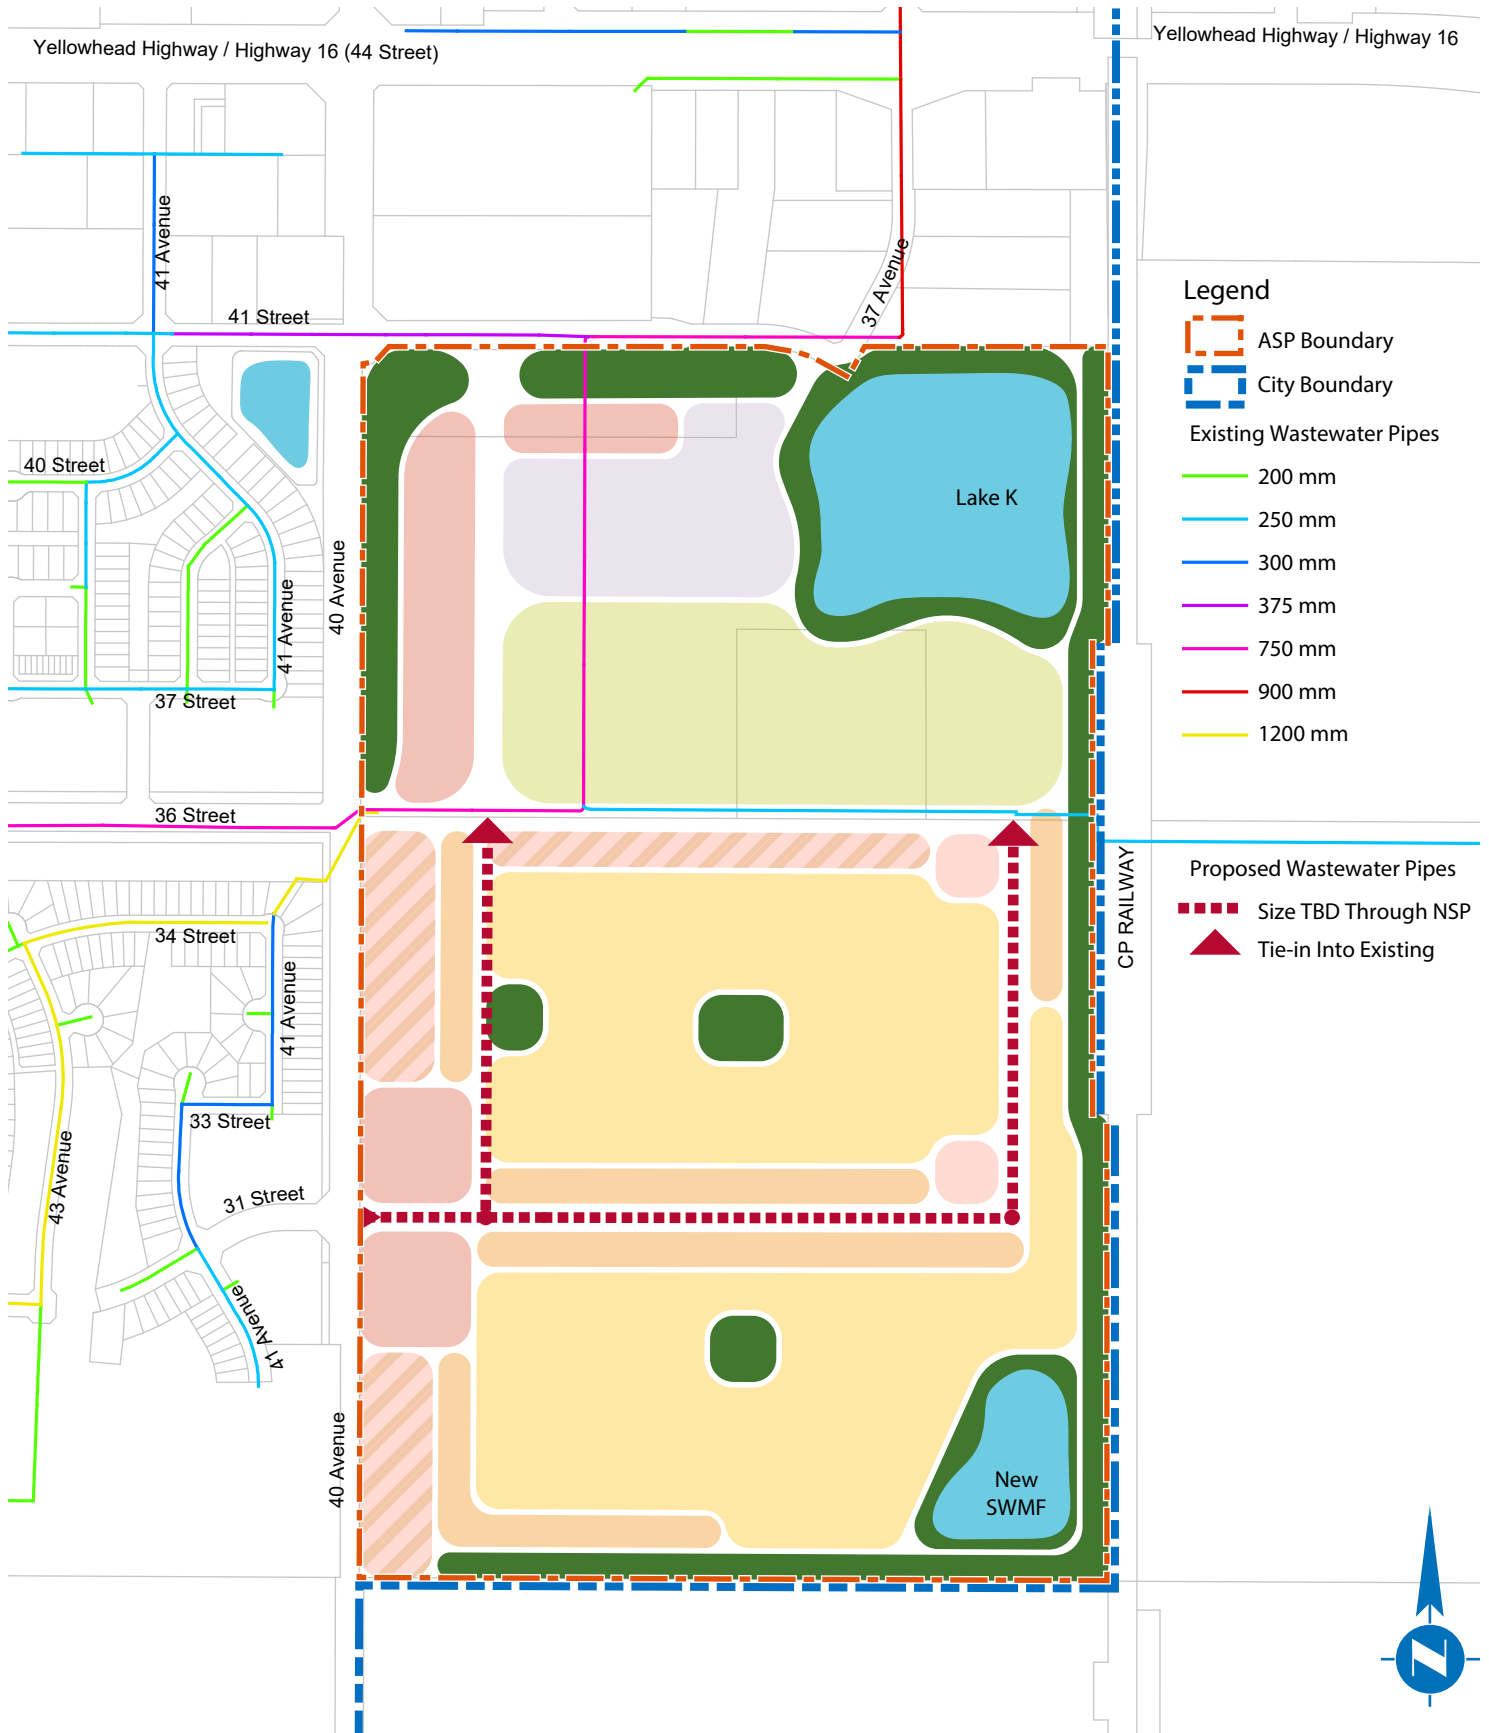 Yellowhead Highway / Highway 16 (44 Street)
Yellowhead Highway / Highway 16
41 Avenue
37 Avenue
41 Street
40 Street
40 Avenue
41 Avenue
37 Street
36 Street
Lake K
Legend
ASP Boundary
City Boundary
Existing Wastewater Pipes
200 mm
250 mm
300 mm
375 mm
750 mm
900 mm
1200 mm
Proposed Wastewater Pipes
Size TBD Through NSP
Tie-in Into Existing
CP RAILWAY
34 Street
41 Avenue
33 Street
43 Avenue
31 Street
41 Avenue
40 Avenue
New
SWMF
N